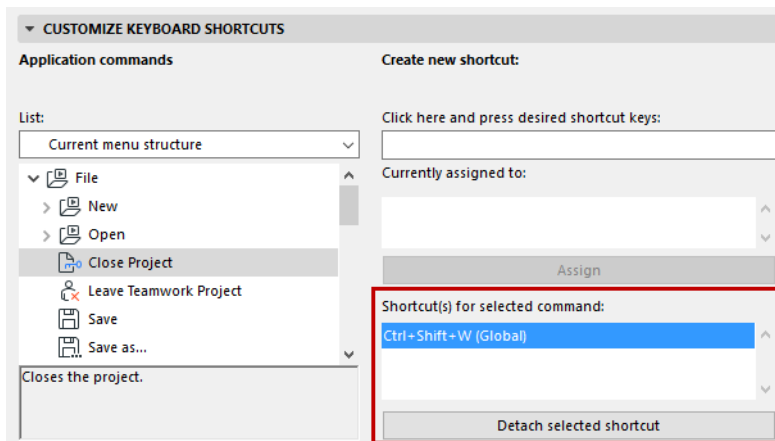 CUSTOMIZE KEYBOARD SHORTCUTS
Application commands
Create new shortcut:
List:
Click here and press desired shortcut keys:
Current menu structure
Currently assigned to:
File
New
Open
Close Project
Leave Teamwork Project
Save
Save as...
Closes the project.
Assign
Shortcut(s) for selected command:
Ctrl+Shift+W (Global)
Detach selected shortcut